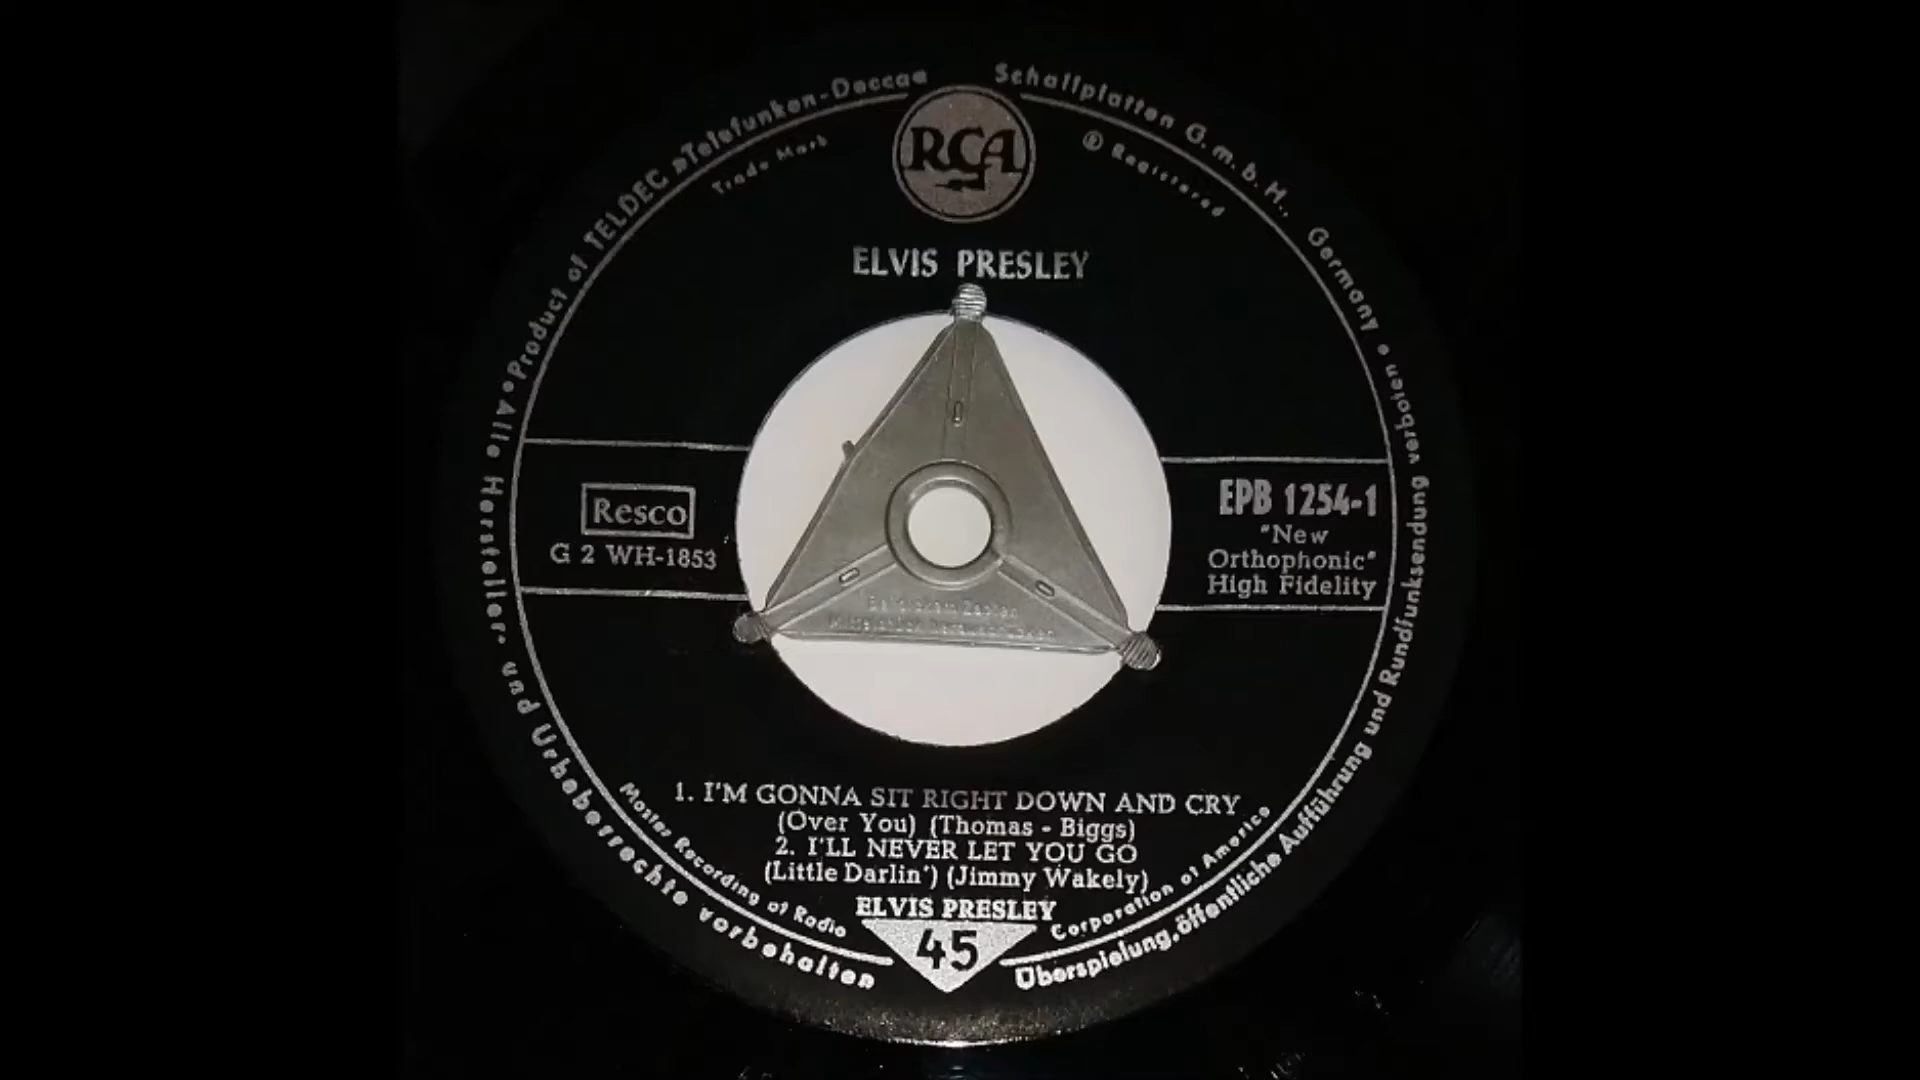 • Product of TELDEC »Telefunken-Decca« Schallplatten G.m.b.H., Germany •
Trade Mark
® Registered
RCA
ELVIS PRESLEY
Resco
G 2 WH-1853
EPB 1254-1
"New
Orthophonic"
High Fidelity
1. I'M GONNA SIT RIGHT DOWN AND CRY
(Over You) (Thomas - Biggs)
2. I'LL NEVER LET YOU GO
(Little Darlin') (Jimmy Wakely)
ELVIS PRESLEY
45
Master Recording of Radio Corporation of America
Alle Hersteller- und Urheberrechte vorbehalten
Überspielung, öffentliche Aufführung und Rundfunksendung verboten